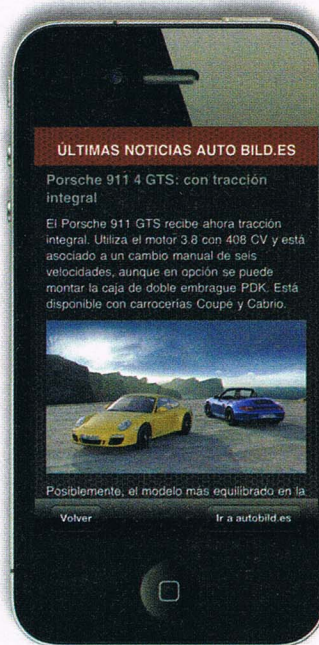 ÚLTIMAS NOTICIAS AUTO BILD.ES
Porsche 911 4 GTS: con tracción
integral
El Porsche 911 GTS recibe ahora tracción
integral. Utiliza el motor 3.8 con 408 CV y está
asociado a un cambio manual de seis
velocidades, aunque en opción se puede
montar la caja de doble embrague PDK. Está
disponible con carrocerías Coupé y Cabrio.
Posiblemente, el modelo más equilibrado en la
Volver
Ir a autobild.es